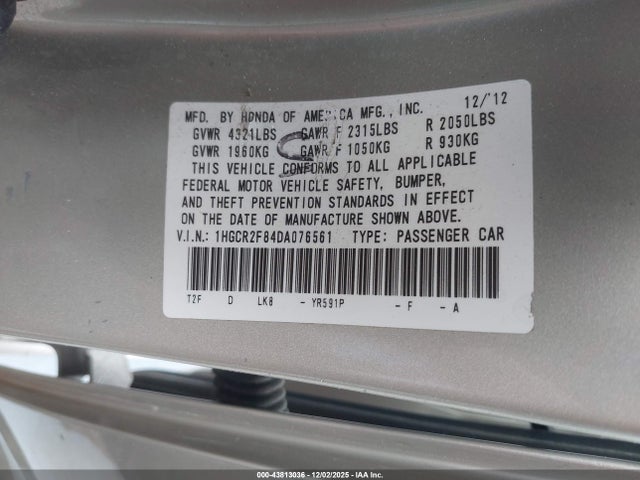 MFD. BY HONDA OF AMERICA MFG., INC. 12/'12
GVWR 4321LBS GAWR F 2315LBS R 2050LBS
GVWR 1960KG GAWR F 1050KG R 930KG
THIS VEHICLE CONFORMS TO ALL APPLICABLE
FEDERAL MOTOR VEHICLE SAFETY, BUMPER,
AND THEFT PREVENTION STANDARDS IN EFFECT
ON THE DATE OF MANUFACTURE SHOWN ABOVE.
V.I.N.: 1HGCR2F84DA076561 TYPE: PASSENGER CAR
T2F D LK8 - YR591P - F - A
000-43813036 - 12/02/2025 - IAA Inc.